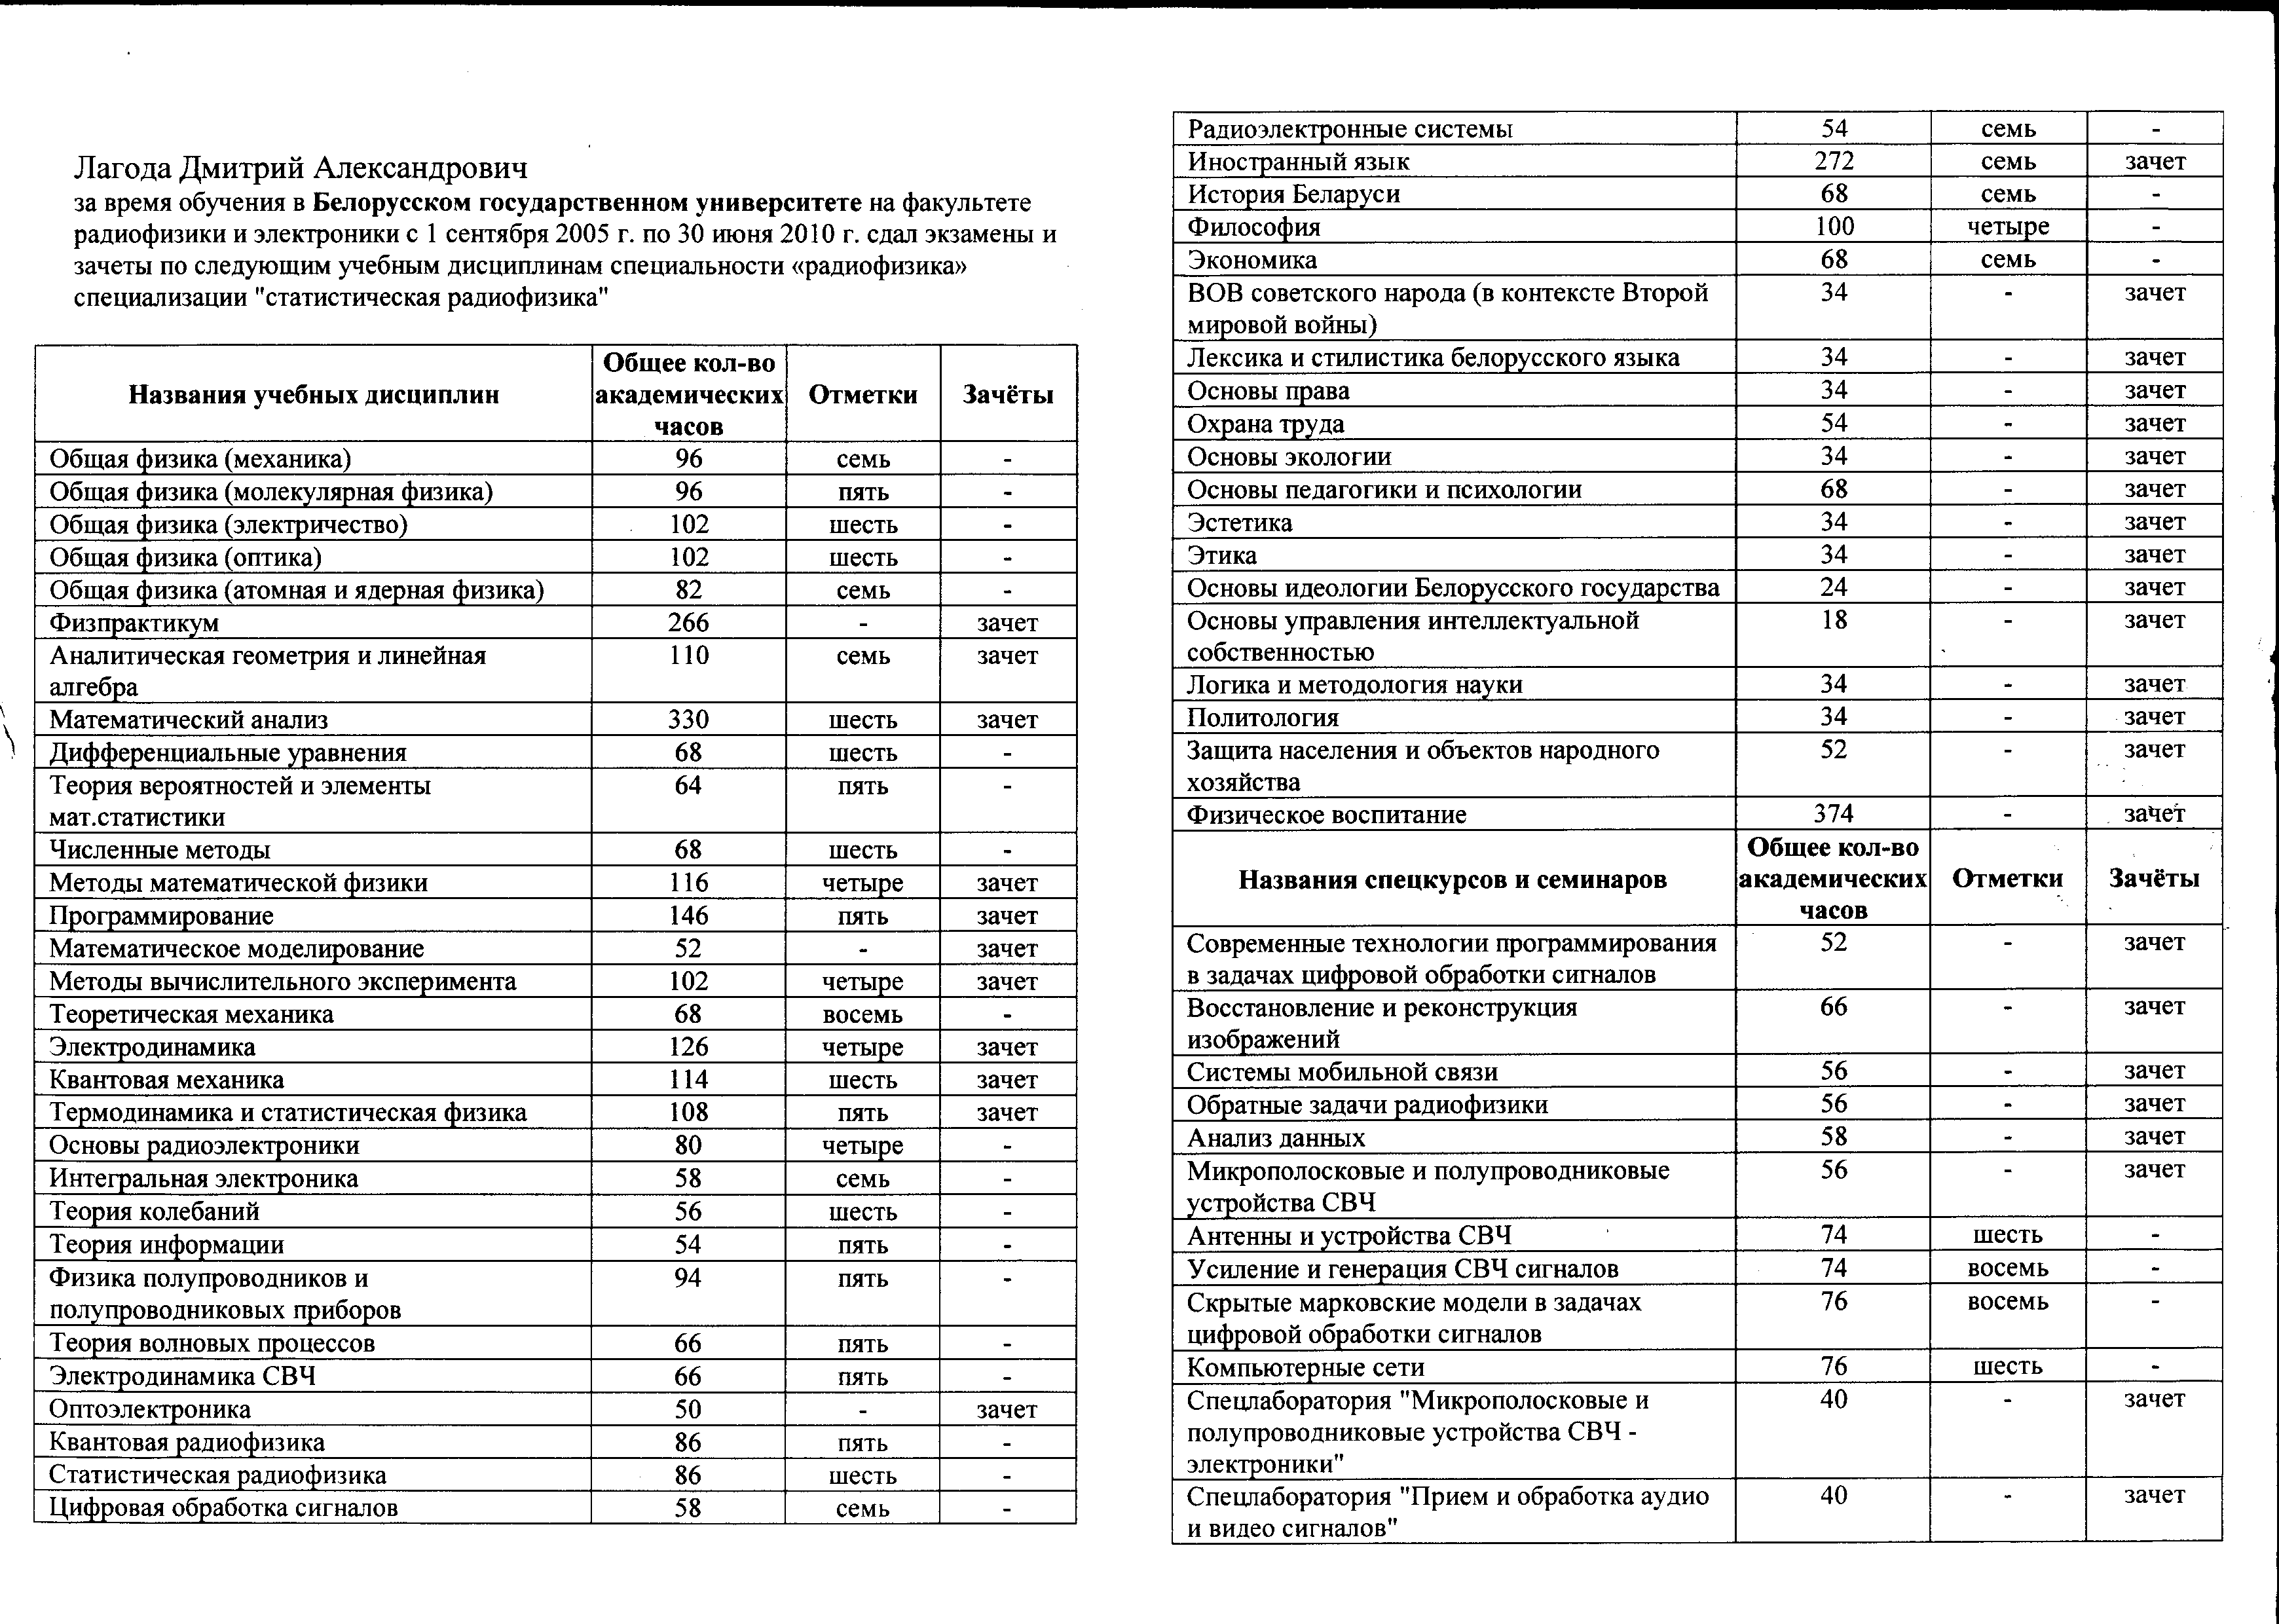 Лагода Дмитрий Александрович
за время обучения в Белорусском государственном университете на факультете
радиофизики и электроники с 1 сентября 2005 г. по 30 июня 2010 г. сдал экзамены и
зачеты по следующим учебным дисциплинам специальности «радиофизика»
специализации "статистическая радиофизика"
Названия учебных дисциплин Общее кол-во академических часов Отметки Зачёты
Общая физика (механика) 96 семь -
Общая физика (молекулярная физика) 96 пять -
Общая физика (электричество) 102 шесть -
Общая физика (оптика) 102 шесть -
Общая физика (атомная и ядерная физика) 82 семь -
Физпрактикум 266 - зачет
Аналитическая геометрия и линейная 110 семь зачет
алгебра
Математический анализ 330 шесть зачет
Дифференциальные уравнения 68 шесть -
Теория вероятностей и элементы 64 пять -
мат.статистики
Численные методы 68 шесть -
Методы математической физики 116 четыре зачет
Программирование 146 пять зачет
Математическое моделирование 52 - зачет
Методы вычислительного эксперимента 102 четыре зачет
Теоретическая механика 68 восемь -
Электродинамика 126 четыре зачет
Квантовая механика 114 шесть зачет
Термодинамика и статистическая физика 108 пять зачет
Основы радиоэлектроники 80 четыре -
Интегральная электроника 58 семь -
Теория колебаний 56 шесть -
Теория информации 54 пять -
Физика полупроводников и 94 пять -
полупроводниковых приборов
Теория волновых процессов 66 пять -
Электродинамика СВЧ 66 пять -
Оптоэлектроника 50 - зачет
Квантовая радиофизика 86 пять -
Статистическая радиофизика 86 шесть -
Цифровая обработка сигналов 58 семь -
Радиоэлектронные системы 54 семь -
Иностранный язык 272 семь зачет
История Беларуси 68 семь -
Философия 100 четыре -
Экономика 68 семь -
ВОВ советского народа (в контексте Второй 34 - зачет
мировой войны)
Лексика и стилистика белорусского языка 34 - зачет
Основы права 34 - зачет
Охрана труда 54 - зачет
Основы экологии 34 - зачет
Основы педагогики и психологии 68 - зачет
Эстетика 34 - зачет
Этика 34 - зачет
Основы идеологии Белорусского государства 24 - зачет
Основы управления интеллектуальной 18 - зачет
собственностью
Логика и методология науки 34 - зачет
Политология 34 - зачет
Защита населения и объектов народного 52 - зачет
хозяйства
Физическое воспитание 374 - зачет
Названия спецкурсов и семинаров Общее кол-во академических часов Отметки Зачёты
Современные технологии программирования 52 - зачет
в задачах цифровой обработки сигналов
Восстановление и реконструкция 66 - зачет
изображений
Системы мобильной связи 56 - зачет
Обратные задачи радиофизики 56 - зачет
Анализ данных 58 - зачет
Микрополосковые и полупроводниковые 56 - зачет
устройства СВЧ
Антенны и устройства СВЧ 74 шесть -
Усиление и генерация СВЧ сигналов 74 восемь -
Скрытые марковские модели в задачах 76 восемь -
цифровой обработки сигналов
Компьютерные сети 76 шесть -
Спецлаборатория "Микрополосковые и 40 - зачет
полупроводниковые устройства СВЧ -
электроники"
Спецлаборатория "Прием и обработка аудио 40 - зачет
и видео сигналов"